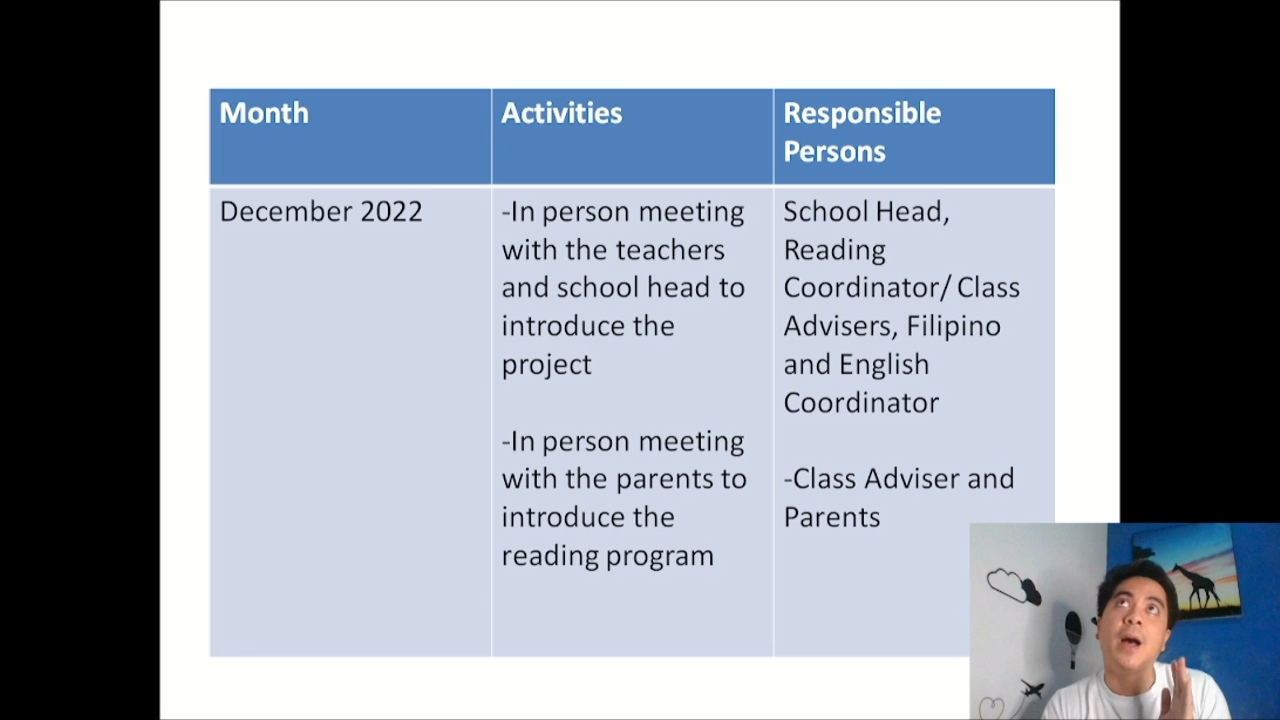 Month
Activities
Responsible
Persons
December 2022
-In person meeting
with the teachers
and school head to
introduce the
project
-In person meeting
with the parents to
introduce the
reading program
School Head,
Reading
Coordinator/ Class
Advisers, Filipino
and English
Coordinator
-Class Adviser and
Parents